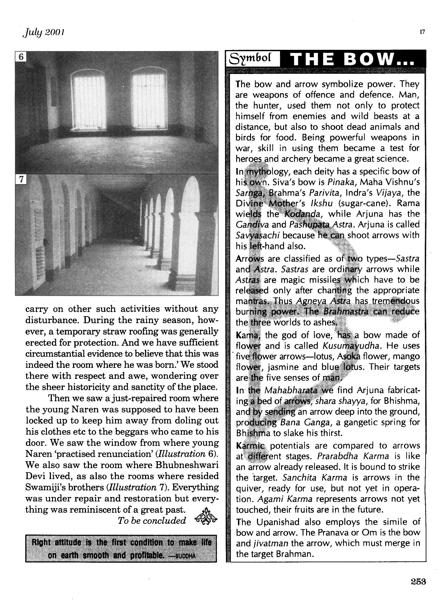 July 2001
17
6
7
carry on other such activities without any
disturbance. During the rainy season, how-
ever, a temporary straw roofing was generally
erected for protection. And we have sufficient
circumstantial evidence to believe that this was
indeed the room where he was born.' We stood
there with respect and awe, wondering over
the sheer historicity and sanctity of the place.
Then we saw a just-repaired room where
the young Naren was supposed to have been
locked up to keep him away from doling out
his clothes etc to the beggars who came to his
door. We saw the window from where young
Naren 'practised renunciation' (Illustration 6).
We also saw the room where Bhubneshwari
Devi lived, as also the rooms where resided
Swamiji's brothers (Illustration 7). Everything
was under repair and restoration but every-
thing was reminiscent of a great past.
To be concluded
Right attitude is the first condition to make life
on earth smooth and profitable. —BUDDHA
Symbol THE BOW...
The bow and arrow symbolize power. They
are weapons of offence and defence. Man,
the hunter, used them not only to protect
himself from enemies and wild beasts at a
distance, but also to shoot dead animals and
birds for food. Being powerful weapons in
war, skill in using them became a test for
heroes and archery became a great science.
In mythology, each deity has a specific bow of
his own. Siva's bow is Pinaka, Maha Vishnu's
Sarnga, Brahma's Parivita, Indra's Vijaya, the
Divine Mother's Ikshu (sugar-cane). Rama
wields the Kodanda, while Arjuna has the
Gandiva and Pashupata Astra. Arjuna is called
Savyasachi because he can shoot arrows with
his left-hand also.
Arrows are classified as of two types—Sastra
and Astra. Sastras are ordinary arrows while
Astras are magic missiles which have to be
released only after chanting the appropriate
mantras. Thus Agneya Astra has tremendous
burning power. The Brahmastra can reduce
the three worlds to ashes.
Kama, the god of love, has a bow made of
flower and is called Kusumayudha. He uses
five flower arrows—lotus, Asoka flower, mango
flower, jasmine and blue lotus. Their targets
are the five senses of man.
In the Mahabharata we find Arjuna fabricat-
ing a bed of arrows, shara shayya, for Bhishma,
and by sending an arrow deep into the ground,
producing Bana Ganga, a gangetic spring for
Bhishma to slake his thirst.
Karmic potentials are compared to arrows
at different stages. Prarabdha Karma is like
an arrow already released. It is bound to strike
the target. Sanchita Karma is arrows in the
quiver, ready for use, but not yet in opera-
tion. Agami Karma represents arrows not yet
touched, their fruits are in the future.
The Upanishad also employs the simile of
bow and arrow. The Pranava or Om is the bow
and jivatman the arrow, which must merge in
the target Brahman.
253